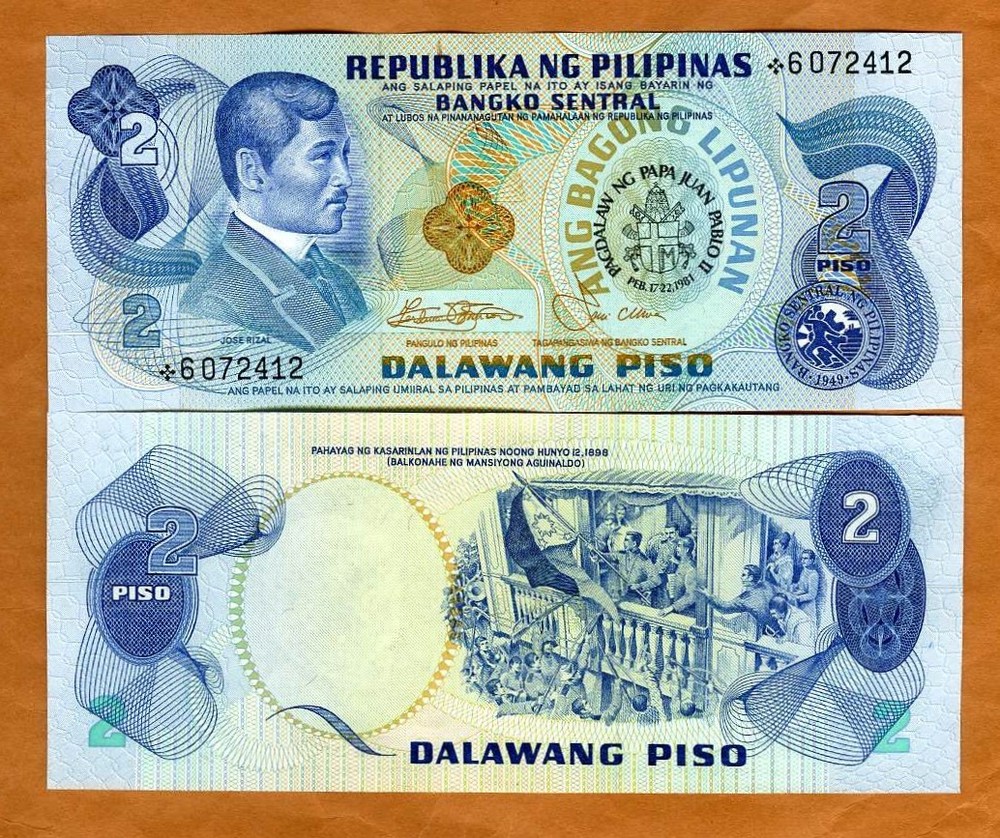 REPUBLIKA NG PILIPINAS
❖6072412
ANG SALAPING PAPEL NA ITO AY ISANG BAYARIN NG
BANGKO SENTRAL
AT LUBOS NA PINANANAGUTAN NG PAMAHALAAN NG REPUBLIKA NG PILIPINAS
2
ANG BAGONG LIPUNAN
PAGDALAW NG PAPA JUAN PABLO II
M
PEB. 17-22, 1981
2
PISO
BANGKO SENTRAL NG PILIPINAS
·1949·
2
JOSE RIZAL
PANGULO NG PILIPINAS
TAGAPANGASIWA NG BANGKO SENTRAL
❖6072412
DALAWANG PISO
ANG PAPEL NA ITO AY SALAPING UMIIRAL SA PILIPINAS AT PAMBAYAD SA LAHAT NG URI NG PAGKAKAUTANG
PAHAYAG NG KASARINLAN NG PILIPINAS NOONG HUNYO 12, 1898
(BALKONAHE NG MANSIYONG AGUINALDO)
2
PISO
2
2
2
DALAWANG PISO